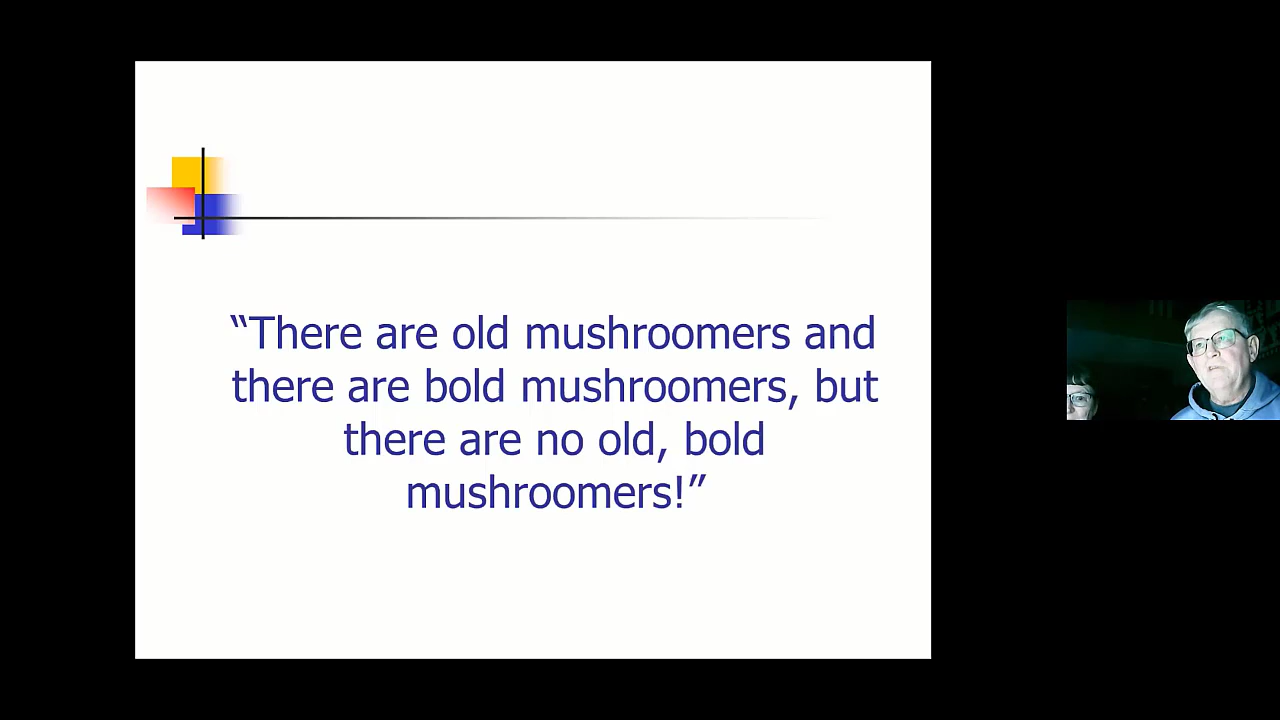 “There are old mushroomers and
there are bold mushroomers, but
there are no old, bold
mushroomers!”